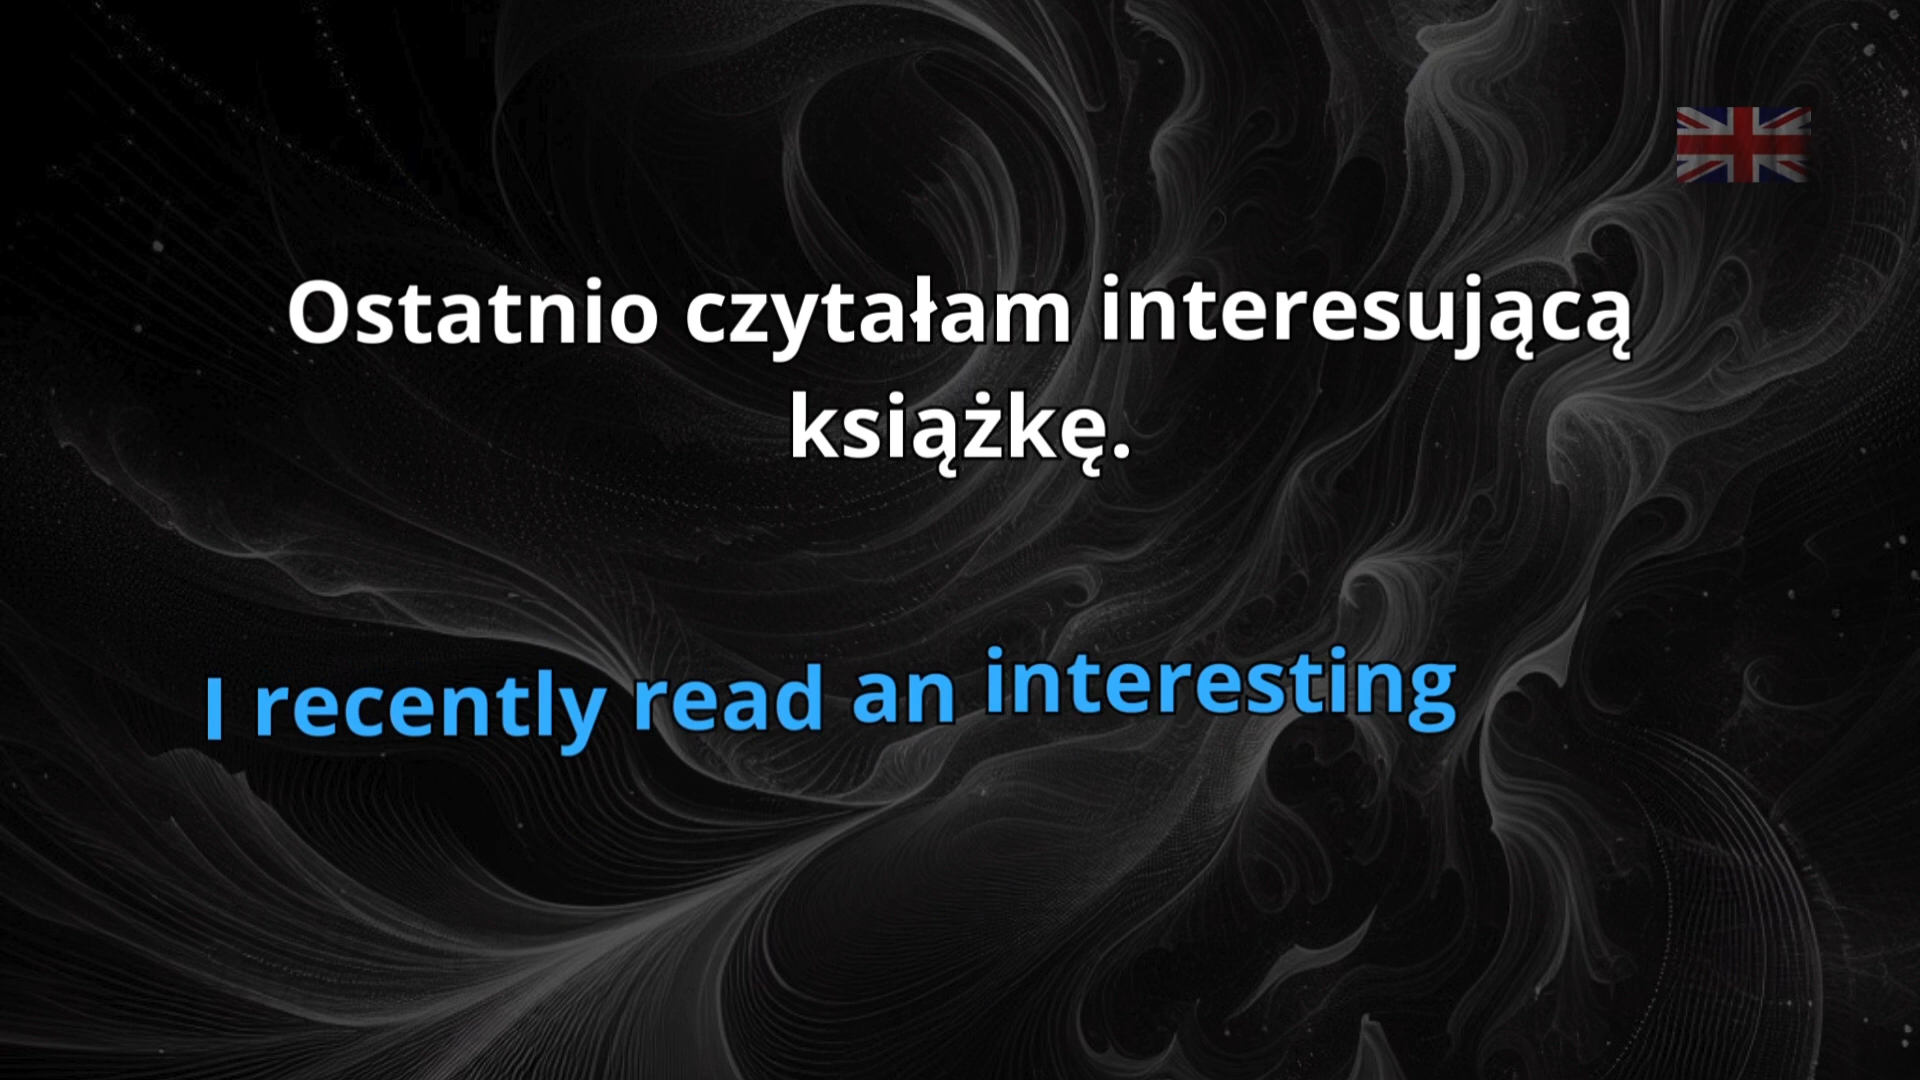 Ostatnio czytałam interesującą
książkę.
I recently read an interesting